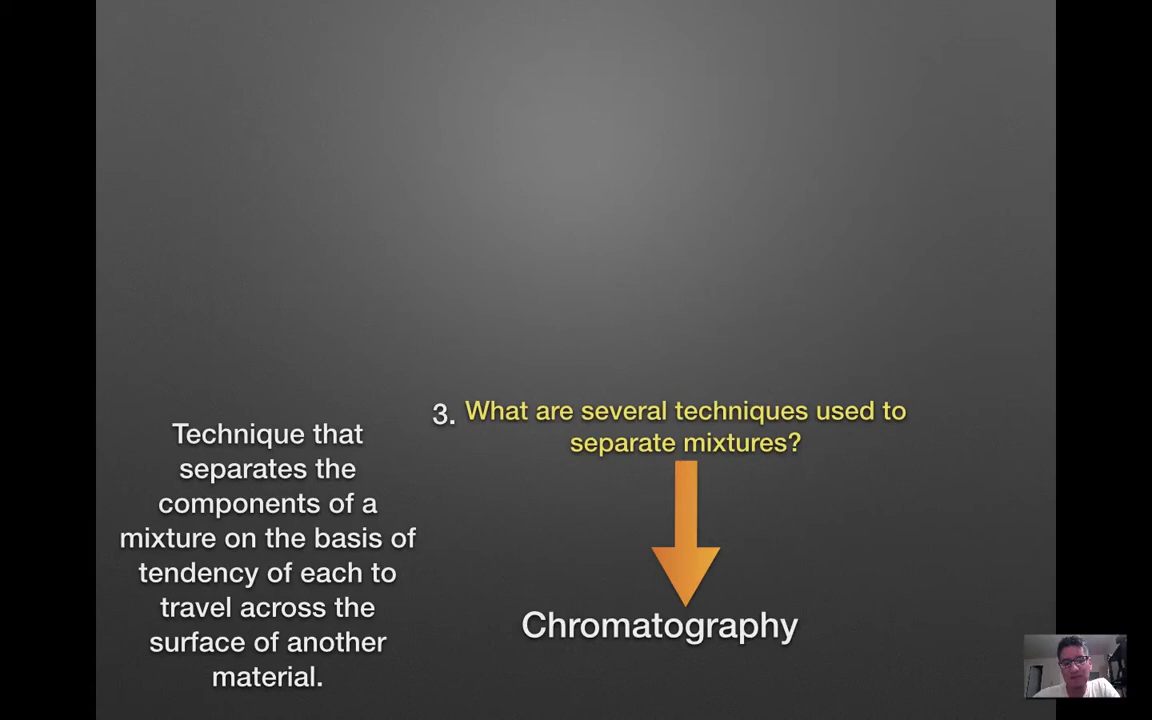 3. What are several techniques used to
separate mixtures?
Technique that
separates the
components of a
mixture on the basis of
tendency of each to
travel across the
surface of another
material.
Chromatography